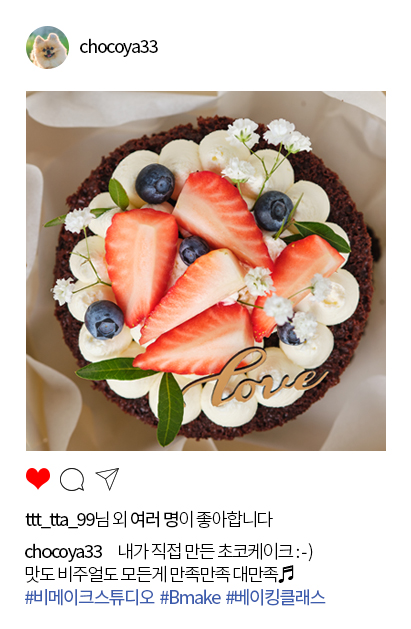 chocoya33
love
ttt_tta_99님 외 여러 명이 좋아합니다
chocoya33 내가 직접 만든 초코케이크 : -)
맛도 비주얼도 모든게 만족만족 대만족🎵
#비메이크스튜디오 #Bmake #베이킹클래스